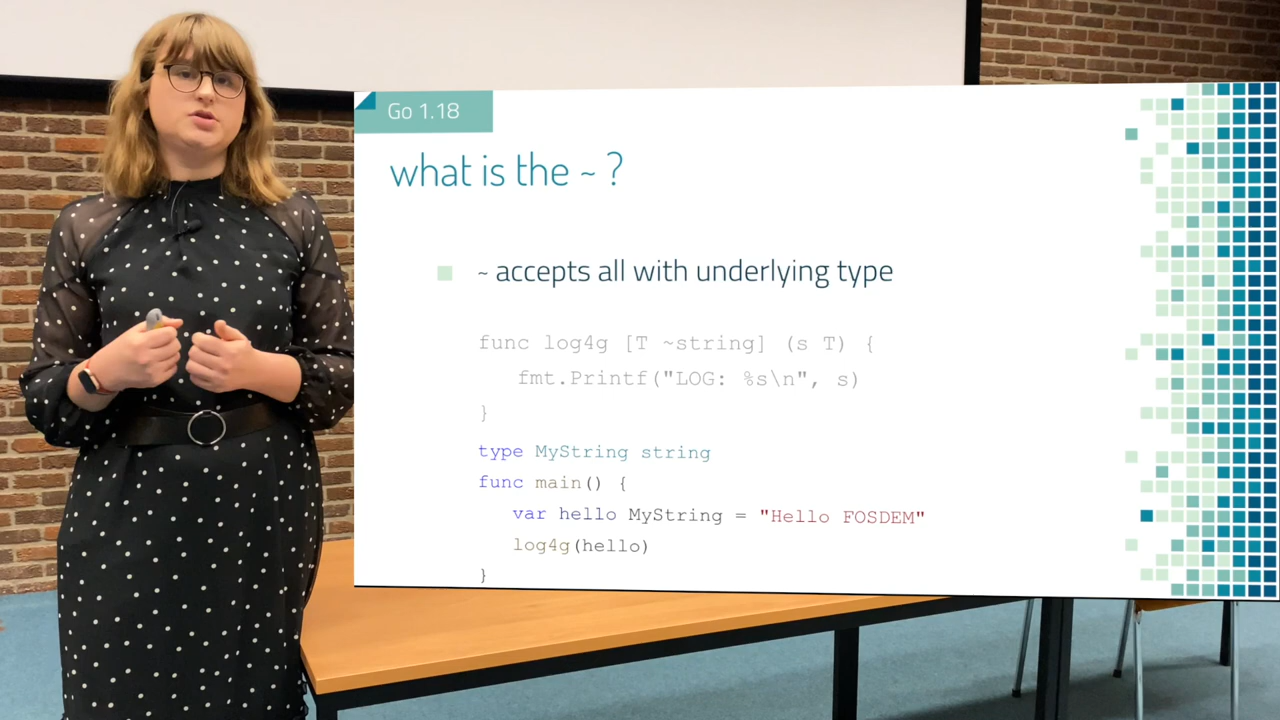 Go 1.18
what is the ~ ?
~ accepts all with underlying type
func log4g [T ~string] (s T) {
fmt.Printf("LOG: %s\n", s)
}
type MyString string
func main() {
var hello MyString = "Hello FOSDEM"
log4g(hello)
}